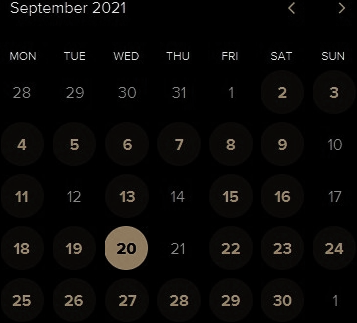 September 2021
MON TUE WED THU FRI SAT SUN
28 29 30 31 1 2 3
4 5 6 7 8 9 10
11 12 13 14 15 16 17
18 19 20 21 22 23 24
25 26 27 28 29 30 1